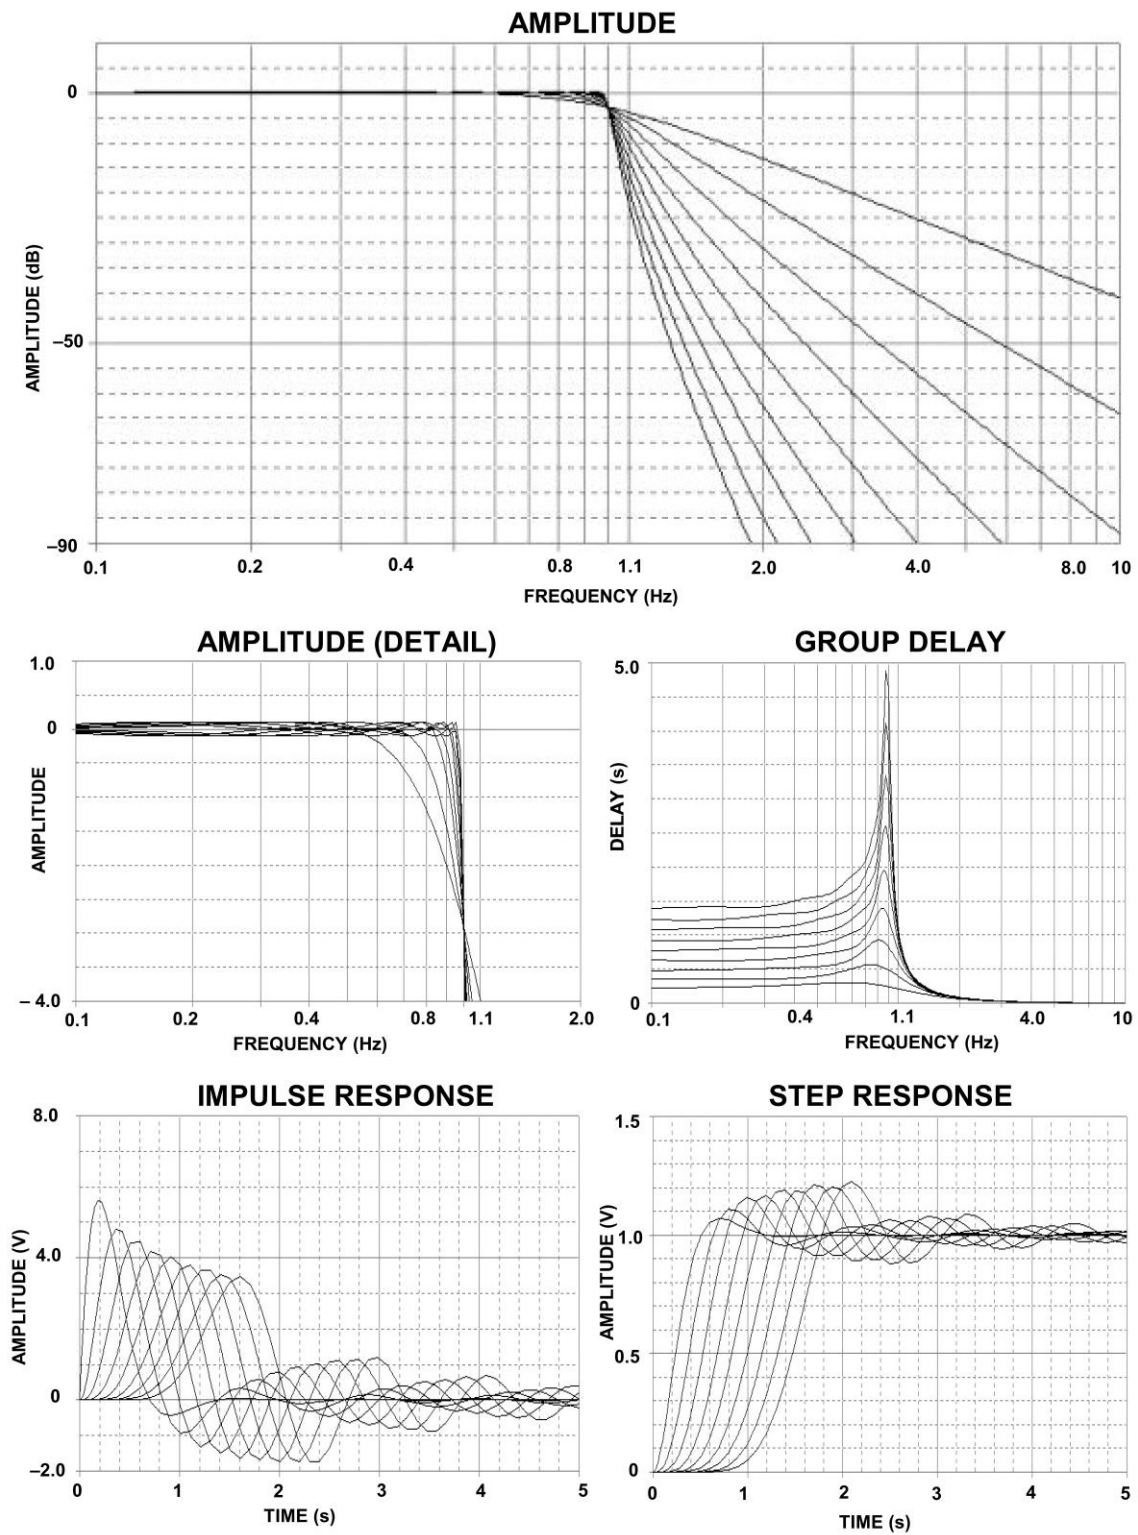 AMPLITUDE
0
–50
–90
AMPLITUDE (dB)
0.1 0.2 0.4 0.8 1.1 2.0 4.0 8.0 10
FREQUENCY (Hz)
AMPLITUDE (DETAIL)
1.0
0
– 4.0
AMPLITUDE
0.1 0.2 0.4 0.8 1.1 2.0
FREQUENCY (Hz)
GROUP DELAY
5.0
0
DELAY (s)
0.1 0.4 1.1 4.0 10
FREQUENCY (Hz)
IMPULSE RESPONSE
8.0
4.0
0
–2.0
AMPLITUDE (V)
0 1 2 3 4 5
TIME (s)
STEP RESPONSE
1.5
1.0
0.5
0
AMPLITUDE (V)
0 1 2 3 4 5
TIME (s)